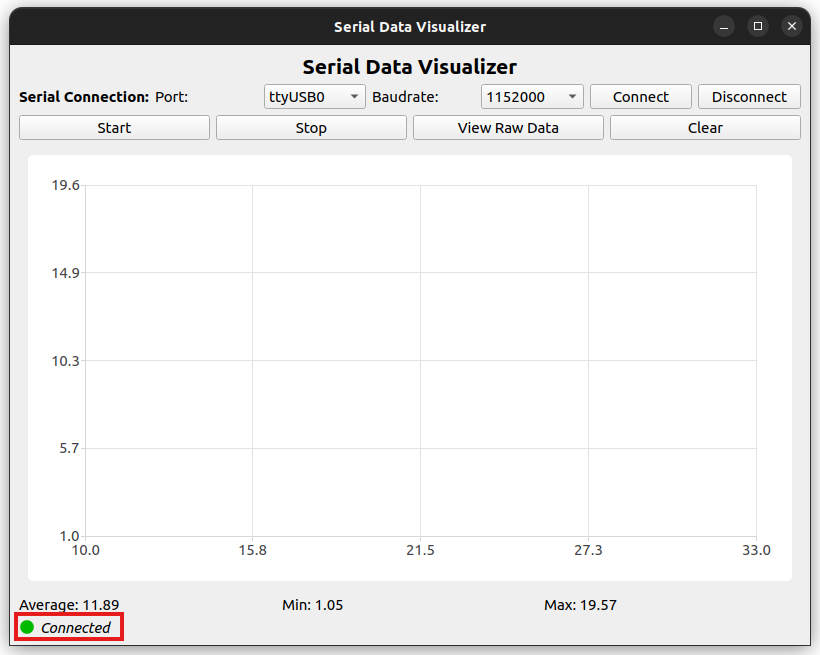 Serial Data Visualizer
Serial Data Visualizer
Serial Connection: Port: ttyUSB0 Baudrate: 1152000 Connect Disconnect
Start Stop View Raw Data Clear
19.6
14.9
10.3
5.7
1.0
10.0 15.8 21.5 27.3 33.0
Average: 11.89 Min: 1.05 Max: 19.57
Connected